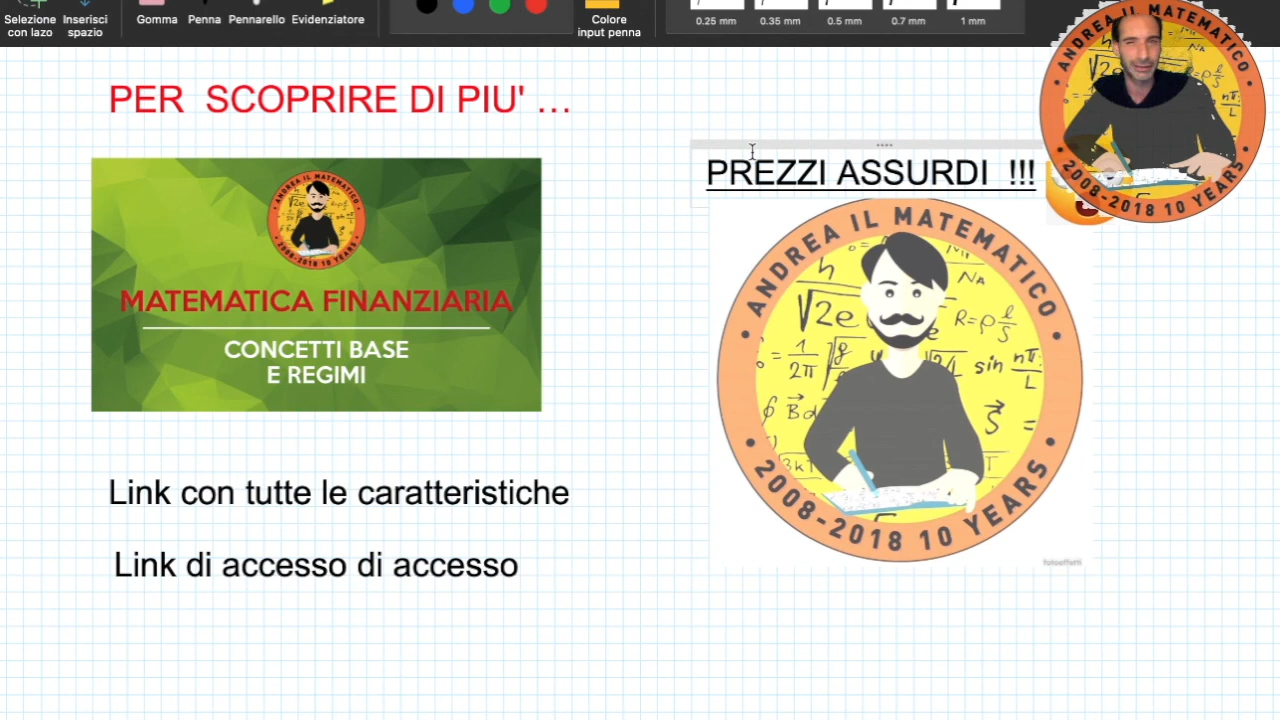 Selezione
con lazo
Inserisci
spazio
Gomma
Penna
Pennarello
Evidenziatore
Colore
input penna
0.25 mm
0.35 mm
0.5 mm
0.7 mm
1 mm
PER SCOPRIRE DI PIU' ...
PREZZI ASSURDI !!!
ANDREA IL MATEMATICO
2008-2018 10 YEARS
ANDREA IL MATEMATICO
2008-2018 10 YEARS
MATEMATICA FINANZIARIA
CONCETTI BASE
E REGIMI
ANDREA IL MATEMATICO
2008-2018 10 YEARS
R=ρ l/S
sin nπ/L
Link con tutte le caratteristiche
Link di accesso di accesso
fotoeffetti